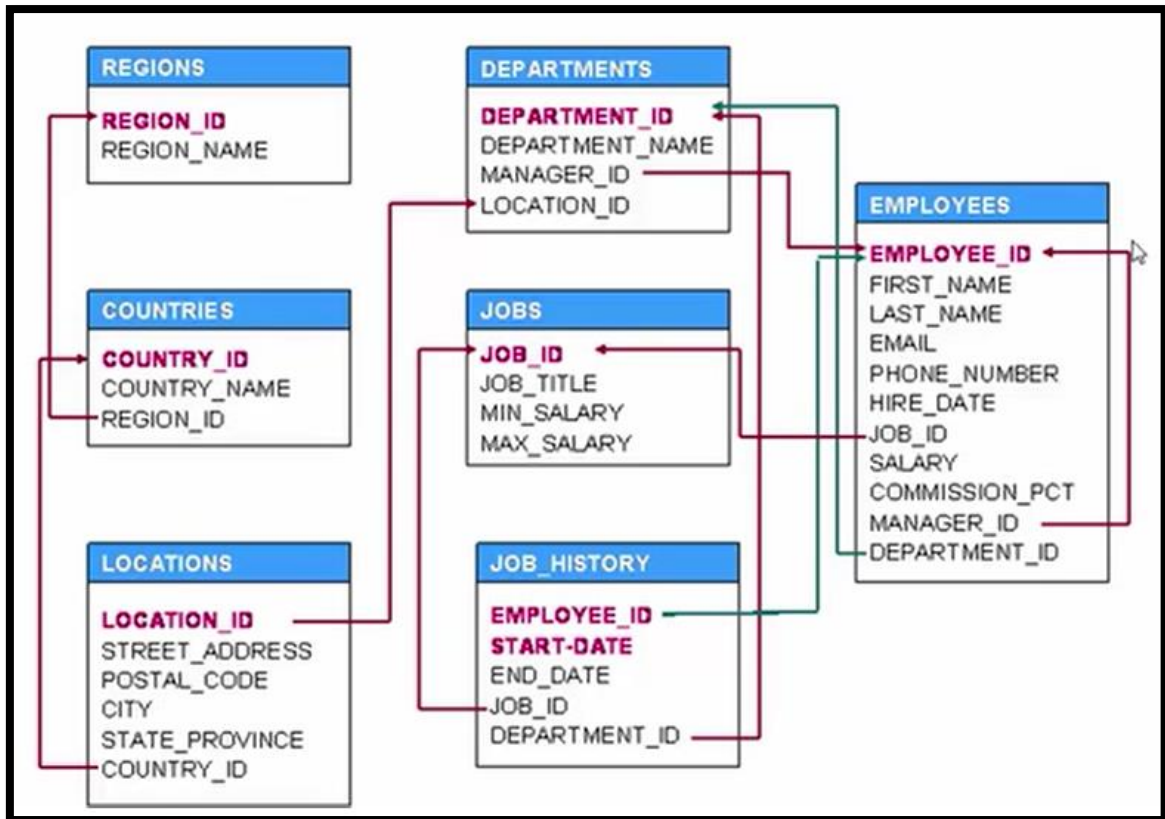 REGIONS
REGION_ID
REGION_NAME
COUNTRIES
COUNTRY_ID
COUNTRY_NAME
REGION_ID
LOCATIONS
LOCATION_ID
STREET_ADDRESS
POSTAL_CODE
CITY
STATE_PROVINCE
COUNTRY_ID
DEPARTMENTS
DEPARTMENT_ID
DEPARTMENT_NAME
MANAGER_ID
LOCATION_ID
JOBS
JOB_ID
JOB_TITLE
MIN_SALARY
MAX_SALARY
JOB_HISTORY
EMPLOYEE_ID
START-DATE
END_DATE
JOB_ID
DEPARTMENT_ID
EMPLOYEES
EMPLOYEE_ID
FIRST_NAME
LAST_NAME
EMAIL
PHONE_NUMBER
HIRE_DATE
JOB_ID
SALARY
COMMISSION_PCT
MANAGER_ID
DEPARTMENT_ID